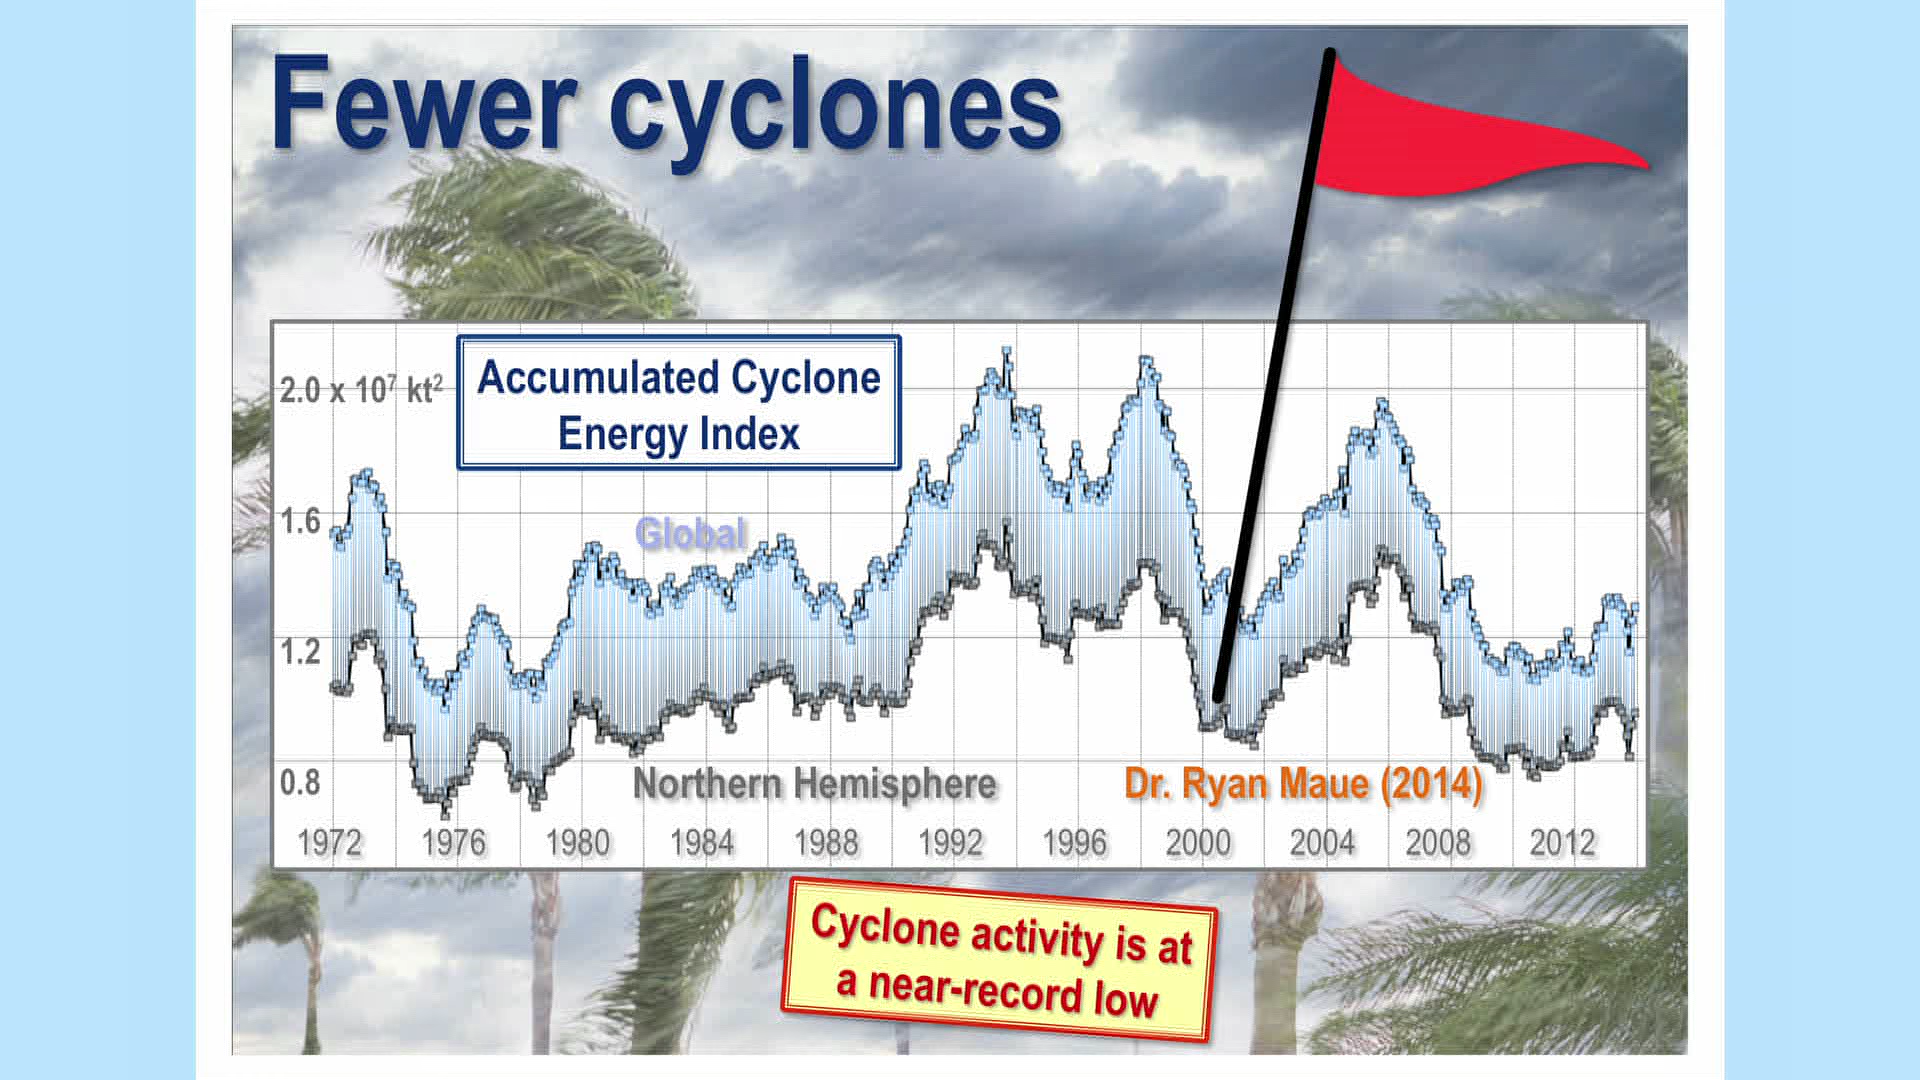 Fewer cyclones
Accumulated Cyclone
Energy Index
2.0 x 10⁷ kt²
1.6
Global
1.2
0.8
Northern Hemisphere
Dr. Ryan Maue (2014)
1972 1976 1980 1984 1988 1992 1996 2000 2004 2008 2012
Cyclone activity is at
a near-record low